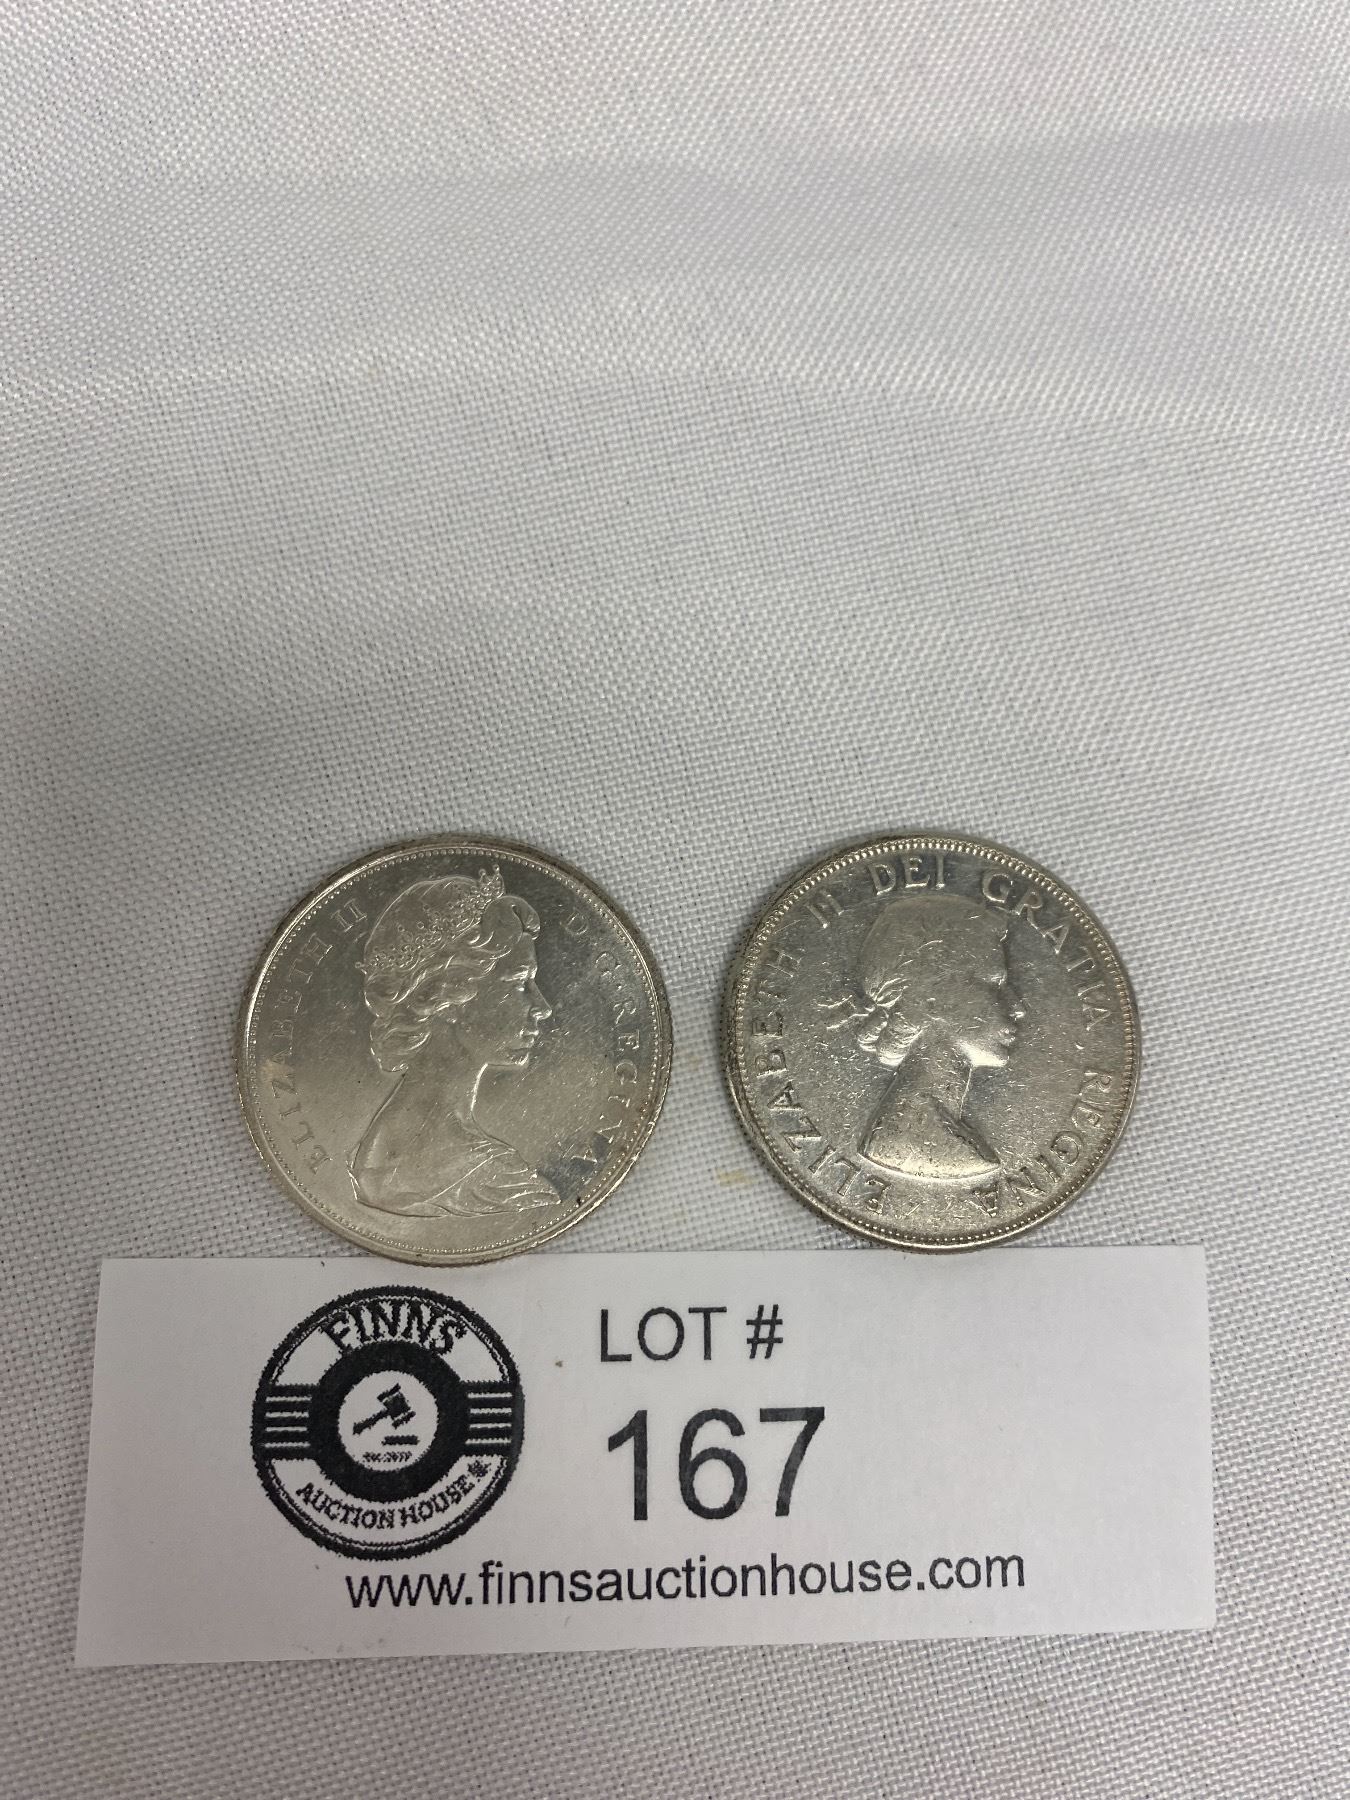 ELIZABETH II D·G·REGINA
ELIZABETH II DEI GRATIA REGINA
FINNS
AUCTION HOUSE
LOT #
167
www.finnsauctionhouse.com